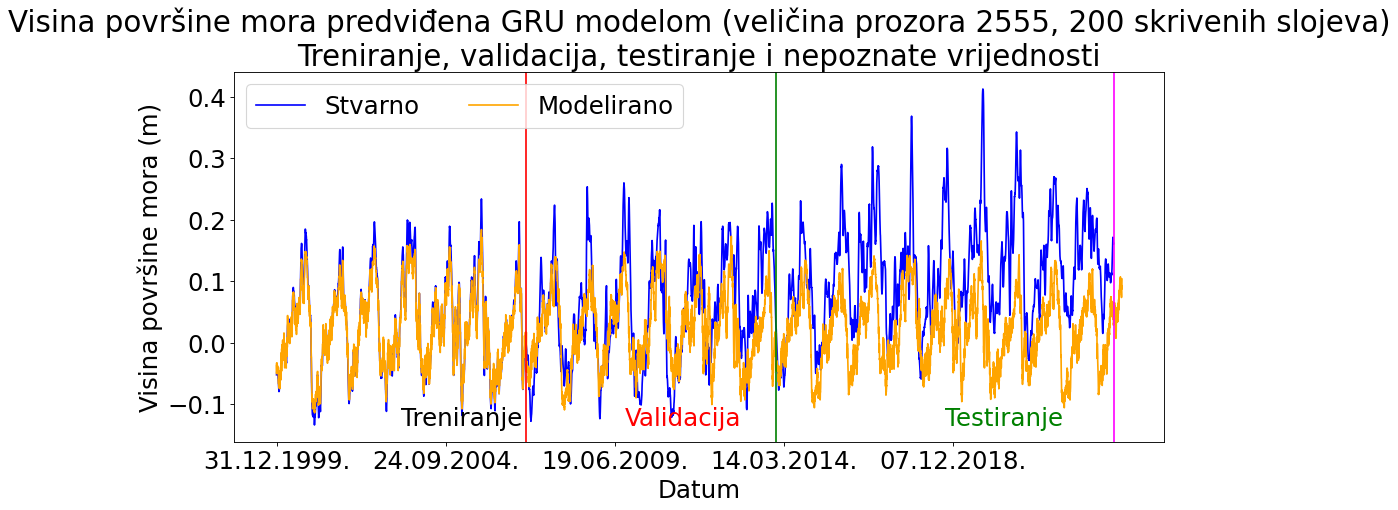 Visina površine mora predviđena GRU modelom (veličina prozora 2555, 200 skrivenih slojeva)
Treniranje, validacija, testiranje i nepoznate vrijednosti
Stvarno
Modelirano
Visina površine mora (m)
0.4
0.3
0.2
0.1
0.0
−0.1
Treniranje
Validacija
Testiranje
31.12.1999.
24.09.2004.
19.06.2009.
14.03.2014.
07.12.2018.
Datum